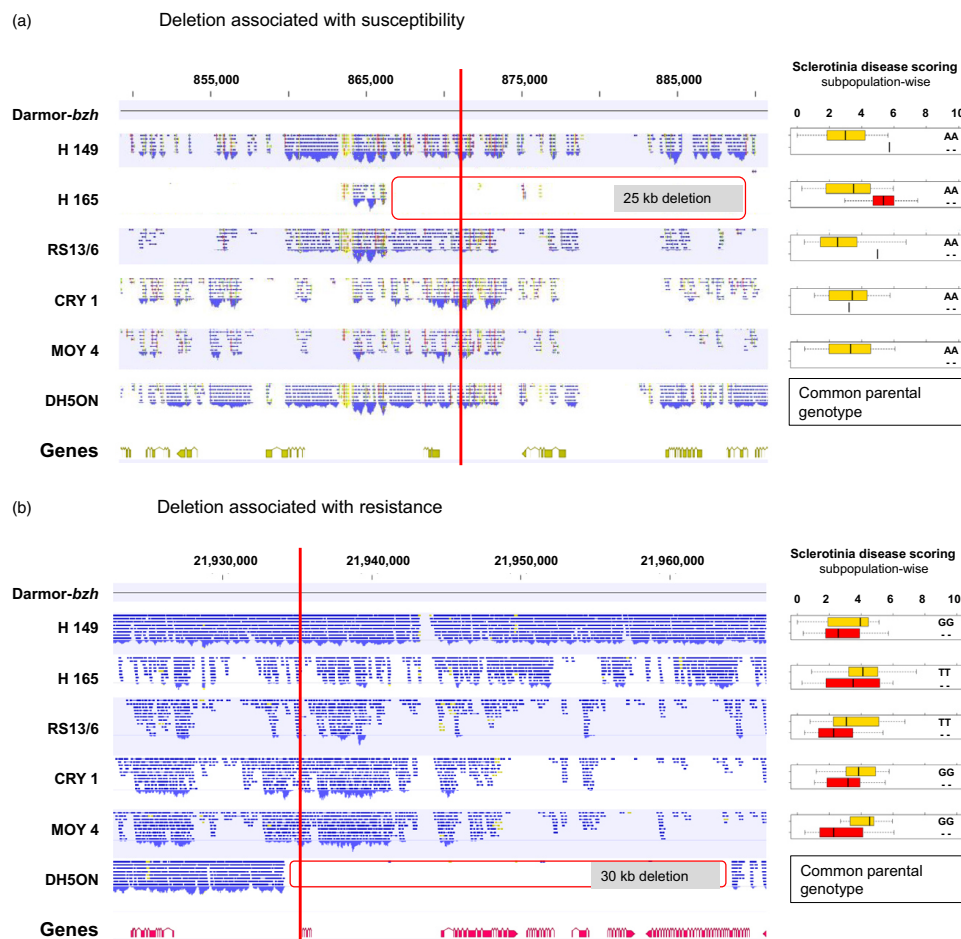 (a) Deletion associated with susceptibility
855,000 865,000 875,000 885,000
Sclerotinia disease scoring
subpopulation-wise
0 2 4 6 8 10
Darmor-bzh
H 149
AA
--
H 165
25 kb deletion
AA
--
RS13/6
AA
--
CRY 1
AA
--
MOY 4
AA
--
DH5ON
Common parental
genotype
Genes
(b) Deletion associated with resistance
21,930,000 21,940,000 21,950,000 21,960,000
Sclerotinia disease scoring
subpopulation-wise
0 2 4 6 8 10
Darmor-bzh
H 149
GG
--
H 165
TT
--
RS13/6
TT
--
CRY 1
GG
--
MOY 4
GG
--
DH5ON
30 kb deletion
Common parental
genotype
Genes